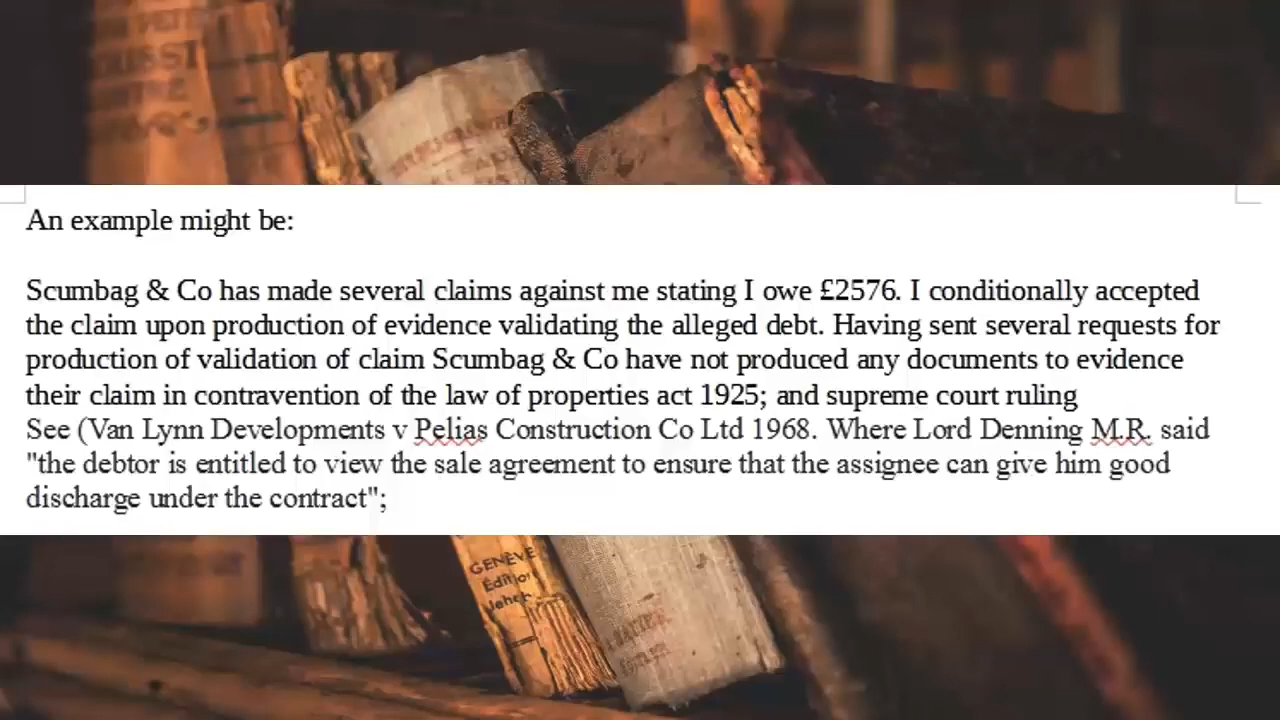 An example might be:
Scumbag & Co has made several claims against me stating I owe £2576. I conditionally accepted
the claim upon production of evidence validating the alleged debt. Having sent several requests for
production of validation of claim Scumbag & Co have not produced any documents to evidence
their claim in contravention of the law of properties act 1925; and supreme court ruling
See (Van Lynn Developments v Pelias Construction Co Ltd 1968. Where Lord Denning M.R. said
"the debtor is entitled to view the sale agreement to ensure that the assignee can give him good
discharge under the contract";
GENÈVE